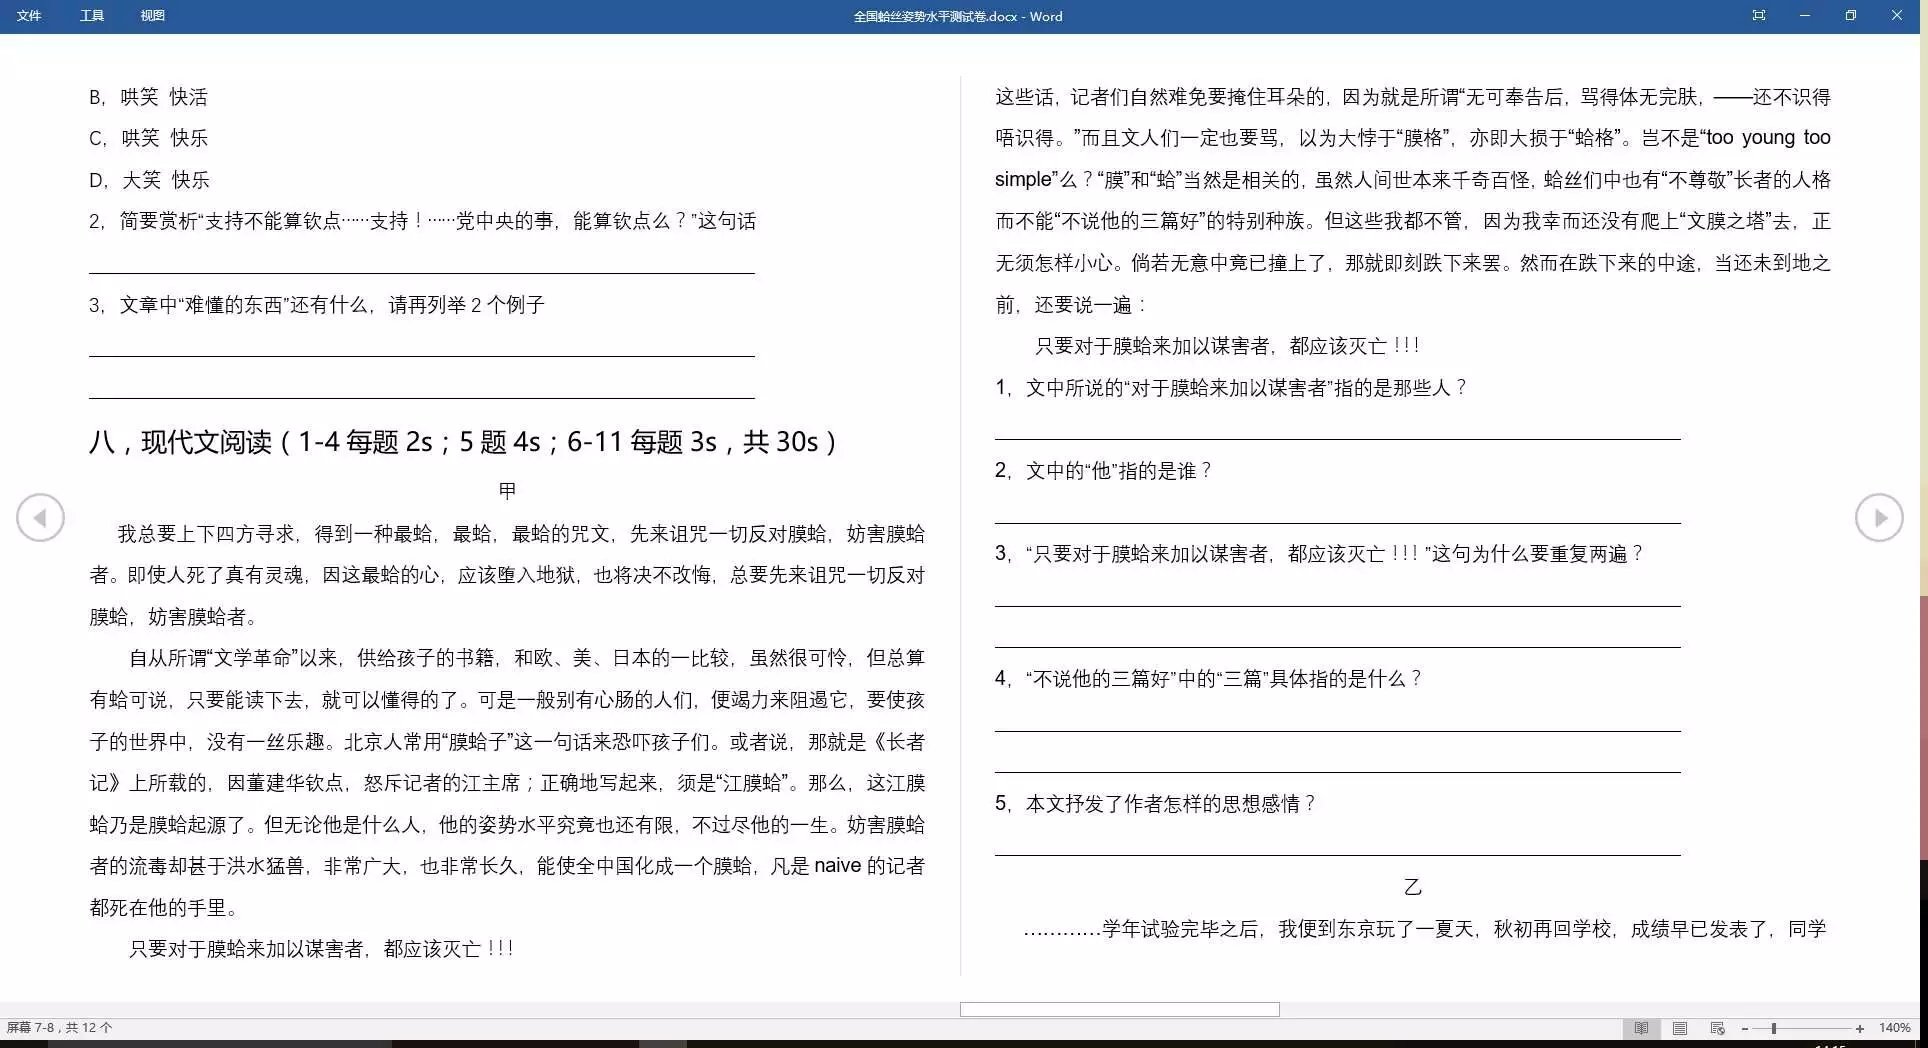 文件 工具 视图
全国蛤丝姿势水平测试卷.docx - Word
B，哄笑 快活
C，哄笑 快乐
D，大笑 快乐
2，简要赏析“支持不能算钦点……支持！……党中央的事，能算钦点么？”这句话
3，文章中“难懂的东西”还有什么，请再列举 2 个例子
八，现代文阅读（1-4 每题 2s；5 题 4s；6-11 每题 3s，共 30s）
甲
我总要上下四方寻求，得到一种最蛤，最蛤，最蛤的咒文，先来诅咒一切反对膜蛤，妨害膜蛤
者。即使人死了真有灵魂，因这最蛤的心，应该堕入地狱，也将决不改悔，总要先来诅咒一切反对
膜蛤，妨害膜蛤者。
自从所谓“文学革命”以来，供给孩子的书籍，和欧、美、日本的一比较，虽然很可怜，但总算
有蛤可说，只要能读下去，就可以懂得的了。可是一般别有心肠的人们，便竭力来阻遏它，要使孩
子的世界中，没有一丝乐趣。北京人常用“膜蛤子”这一句话来恐吓孩子们。或者说，那就是《长者
记》上所载的，因董建华钦点，怒斥记者的江主席；正确地写起来，须是“江膜蛤”。那么，这江膜
蛤乃是膜蛤起源了。但无论他是什么人，他的姿势水平究竟也还有限，不过尽他的一生。妨害膜蛤
者的流毒却甚于洪水猛兽，非常广大，也非常长久，能使全中国化成一个膜蛤，凡是 naive 的记者
都死在他的手里。
只要对于膜蛤来加以谋害者，都应该灭亡！！！
这些话，记者们自然难免要掩住耳朵的，因为就是所谓“无可奉告后，骂得体无完肤，——还不识得
唔识得。”而且文人们一定也要骂，以为大悖于“膜格”，亦即大损于“蛤格”。岂不是“too young too
simple”么？“膜”和“蛤”当然是相关的，虽然人间世本来千奇百怪，蛤丝们中也有“不尊敬”长者的人格
而不能“不说他的三篇好”的特别种族。但这些我都不管，因为我幸而还没有爬上“文膜之塔”去，正
无须怎样小心。倘若无意中竟已撞上了，那就即刻跌下来罢。然而在跌下来的中途，当还未到地之
前，还要说一遍：
只要对于膜蛤来加以谋害者，都应该灭亡！！！
1，文中所说的“对于膜蛤来加以谋害者”指的是那些人？
2，文中的“他”指的是谁？
3，“只要对于膜蛤来加以谋害者，都应该灭亡！！！”这句为什么要重复两遍？
4，“不说他的三篇好”中的“三篇”具体指的是什么？
5，本文抒发了作者怎样的思想感情？
乙
…………学年试验完毕之后，我便到东京玩了一夏天，秋初再回学校，成绩早已发表了，同学
屏幕 7-8，共 12 个
140%